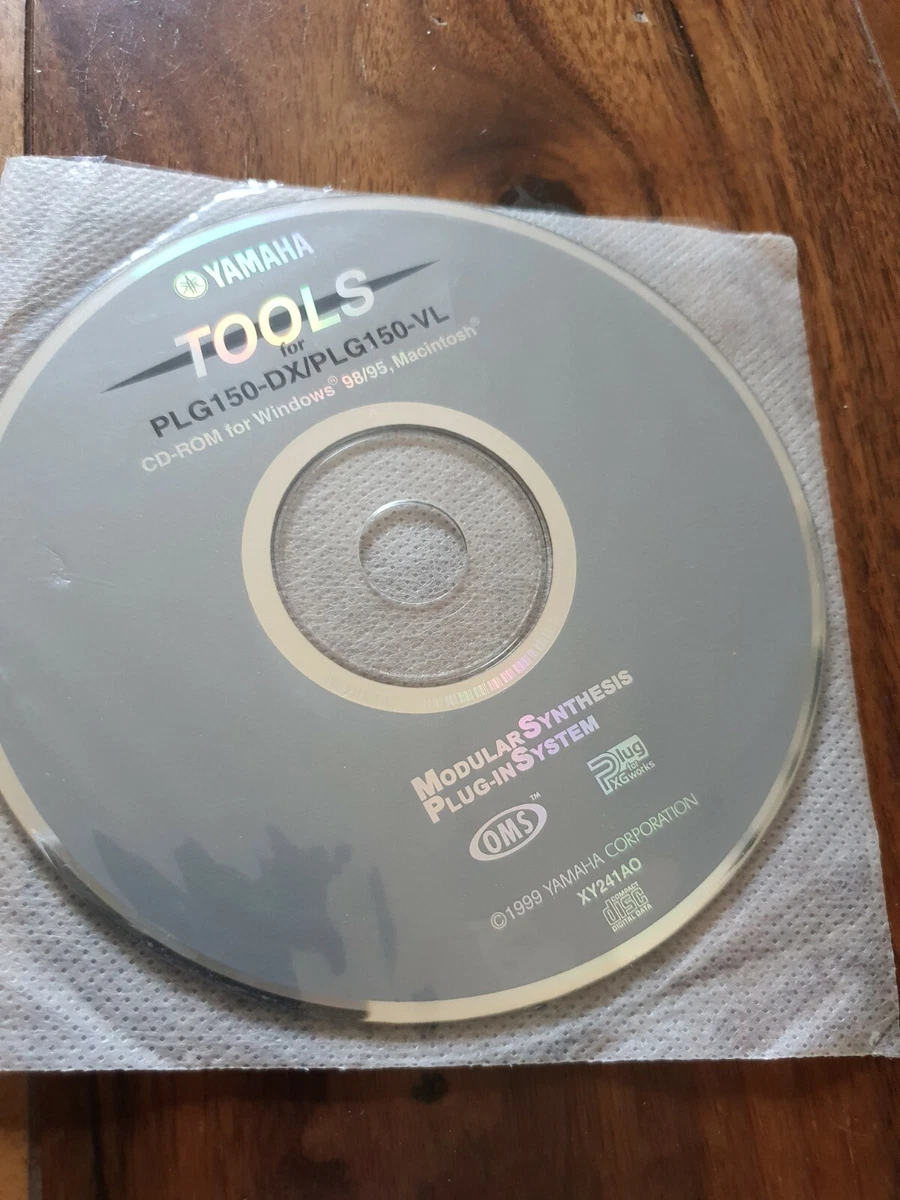 YAMAHA
TOOLS
for
PLG150-DX/PLG150-VL
CD-ROM for Windows® 98/95, Macintosh®
MODULAR SYNTHESIS
PLUG-IN SYSTEM
Plug
for
XGworks
OMS™
©1999 YAMAHA CORPORATION
XY241A0
COMPACT
disc
DIGITAL DATA